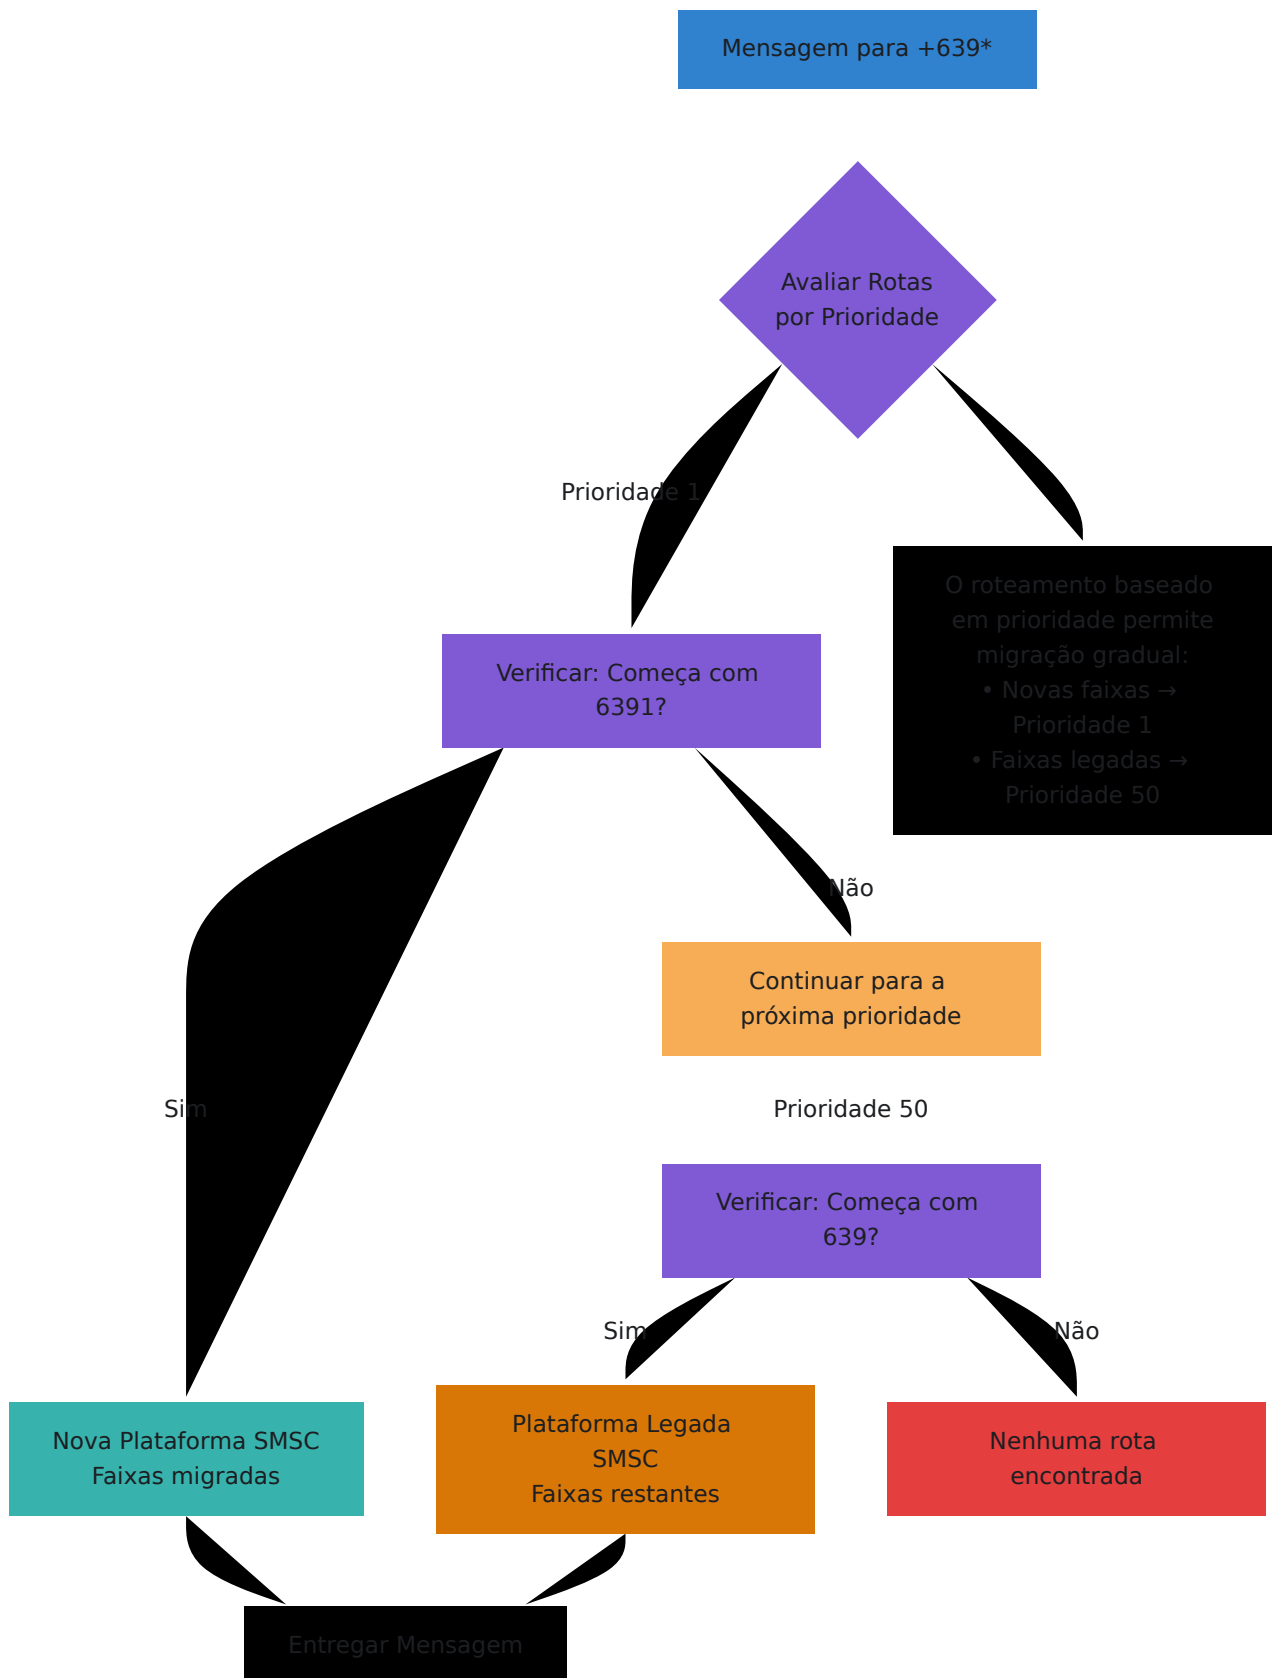 Mensagem para +639*
Avaliar Rotas
por Prioridade
Prioridade 1
O roteamento baseado
em prioridade permite
migração gradual:
• Novas faixas →
Prioridade 1
• Faixas legadas →
Prioridade 50
Verificar: Começa com
6391?
Não
Continuar para a
próxima prioridade
Sim
Prioridade 50
Verificar: Começa com
639?
Sim
Não
Nova Plataforma SMSC
Faixas migradas
Plataforma Legada
SMSC
Faixas restantes
Nenhuma rota
encontrada
Entregar Mensagem